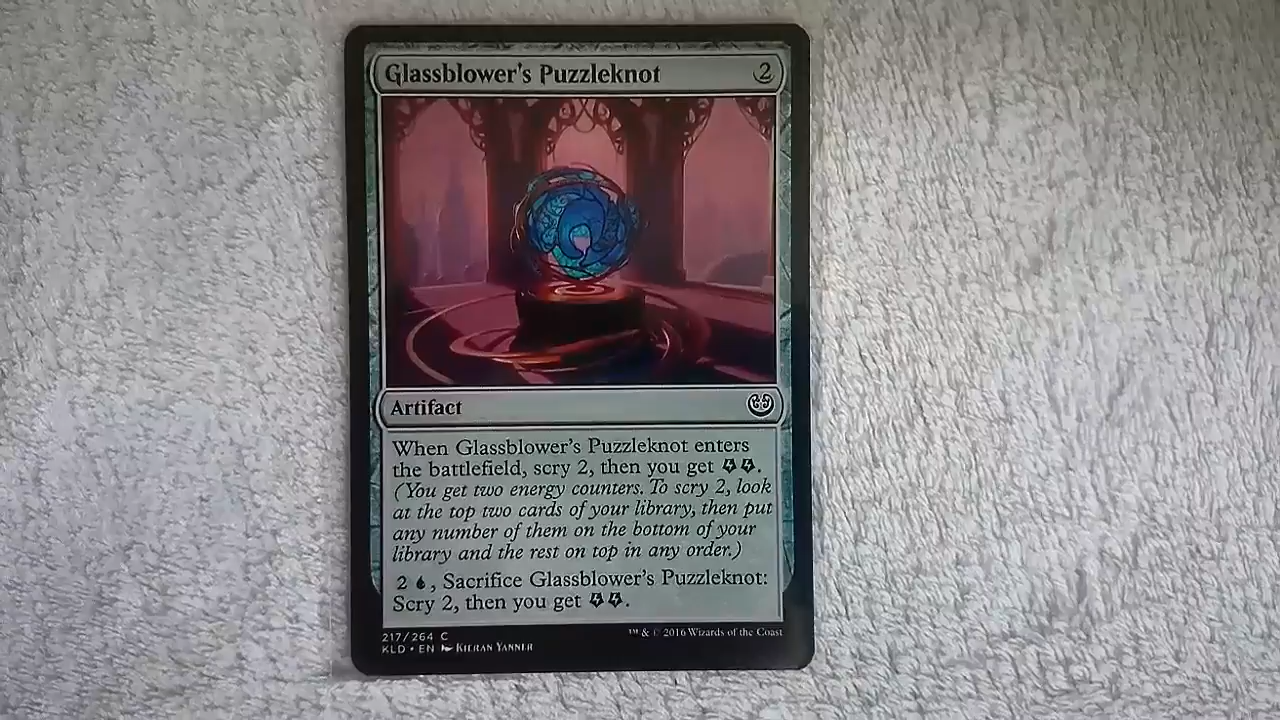 Glassblower's Puzzleknot 2
Artifact
When Glassblower's Puzzleknot enters
the battlefield, scry 2, then you get .
(You get two energy counters. To scry 2, look
at the top two cards of your library, then put
any number of them on the bottom of your
library and the rest on top in any order.)
2 , Sacrifice Glassblower's Puzzleknot:
Scry 2, then you get .
217/264 C
KLD • EN KIERAN YANNER
™ & © 2016 Wizards of the Coast